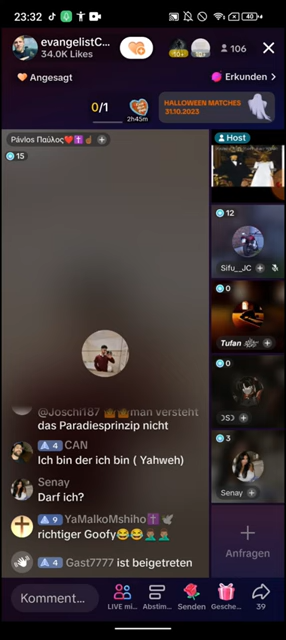 23:32
40
evangelistC...
34.0K Likes
106
Angesagt
Erkunden >
0/1
2h45m
HALLOWEEN MATCHES
31.10.2023
Pávlos Παύλος❤️✝️☝🏾 +
15
Host
12
Sifu__JC +
0
Tufan
0
3
Senay +
@Joschi187 man versteht
das Paradiesprinzip nicht
4 CAN
Ich bin der ich bin ( Yahweh)
Senay
Darf ich?
9 YaMalkoMshiho✝️🕊
richtiger Goofy😂😂🤦🏽‍♂️🤦🏽‍♂️
4 Gast7777 ist beigetreten
+
Anfragen
Komment...
LIVE mi...
Abstim...
Senden
Gesche...
39